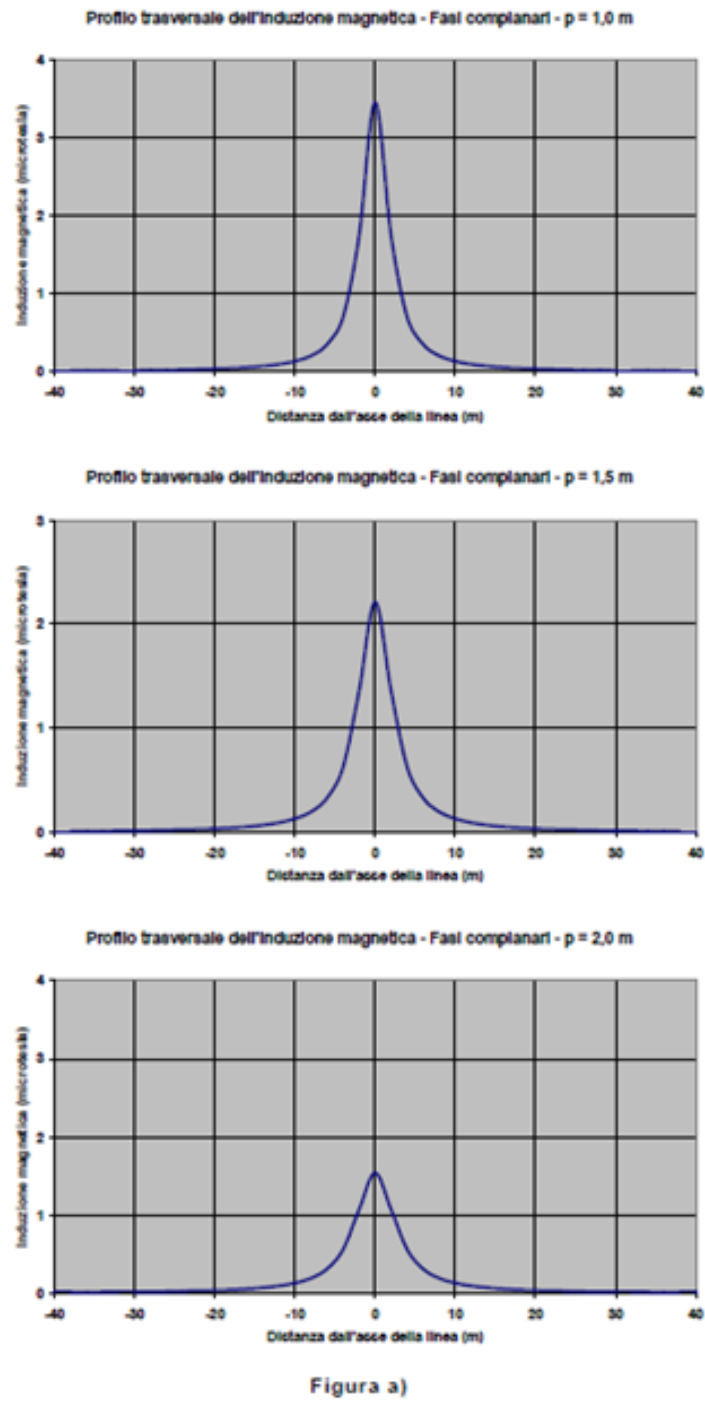 Profilo trasversale dell'induzione magnetica - Fasi complanari - p = 1,0 m
Induzione magnetica (microtesla)
4
3
2
1
0
-40 -30 -20 -10 0 10 20 30 40
Distanza dall'asse della linea (m)
Profilo trasversale dell'induzione magnetica - Fasi complanari - p = 1,5 m
Induzione magnetica (microtesla)
3
2
1
0
-40 -30 -20 -10 0 10 20 30 40
Distanza dall'asse della linea (m)
Profilo trasversale dell'induzione magnetica - Fasi complanari - p = 2,0 m
Induzione magnetica (microtesla)
4
3
2
1
0
-40 -30 -20 -10 0 10 20 30 40
Distanza dall'asse della linea (m)
Figura a)